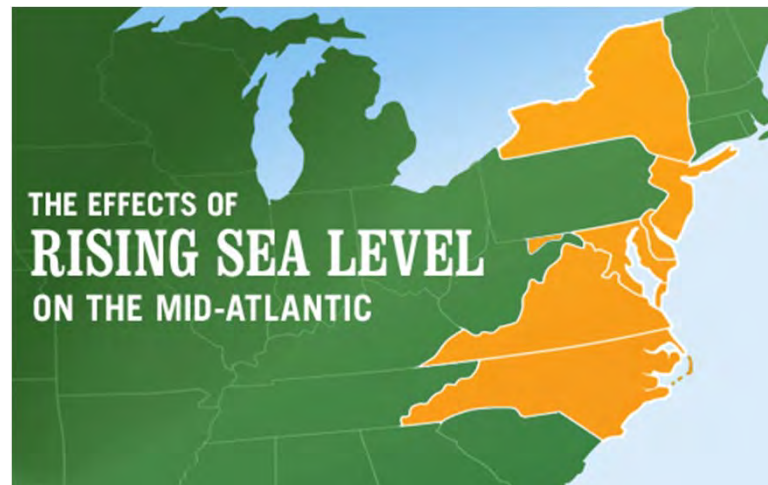 THE EFFECTS OF
RISING SEA LEVEL
ON THE MID-ATLANTIC